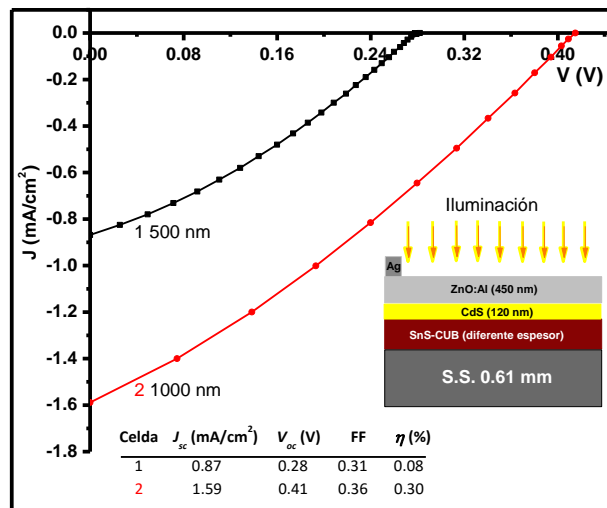 0.0
-0.2
-0.4
-0.6
-0.8
-1.0
-1.2
-1.4
-1.6
-1.8
J (mA/cm²)
0.00 0.08 0.16 0.24 0.32 0.40
V (V)
1 500 nm
2 1000 nm
Iluminación
Ag
ZnO:Al (450 nm)
CdS (120 nm)
SnS-CUB (diferente espesor)
S.S. 0.61 mm
Celda J_sc (mA/cm²) V_oc (V) FF η (%)
1 0.87 0.28 0.31 0.08
2 1.59 0.41 0.36 0.30